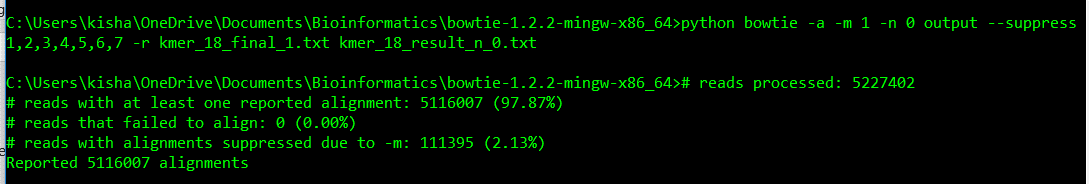 C:\Users\kisha\OneDrive\Documents\Bioinformatics\bowtie-1.2.2-mingw-x86_64>python bowtie -a -m 1 -n 0 output --suppress
1,2,3,4,5,6,7 -r kmer_18_final_1.txt kmer_18_result_n_0.txt
C:\Users\kisha\OneDrive\Documents\Bioinformatics\bowtie-1.2.2-mingw-x86_64># reads processed: 5227402
# reads with at least one reported alignment: 5116007 (97.87%)
# reads that failed to align: 0 (0.00%)
# reads with alignments suppressed due to -m: 111395 (2.13%)
Reported 5116007 alignments